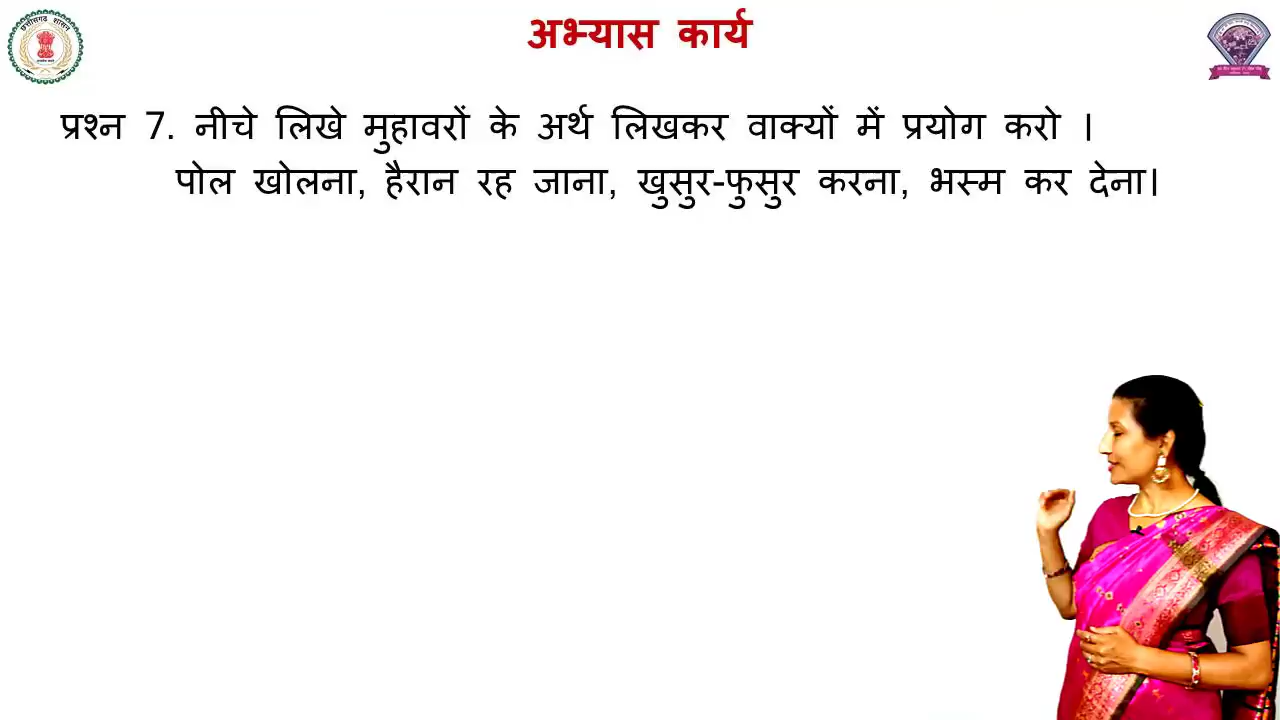 अभ्यास कार्य
प्रश्न 7. नीचे लिखे मुहावरों के अर्थ लिखकर वाक्यों में प्रयोग करो ।
पोल खोलना, हैरान रह जाना, खुसुर-फुसुर करना, भस्म कर देना।